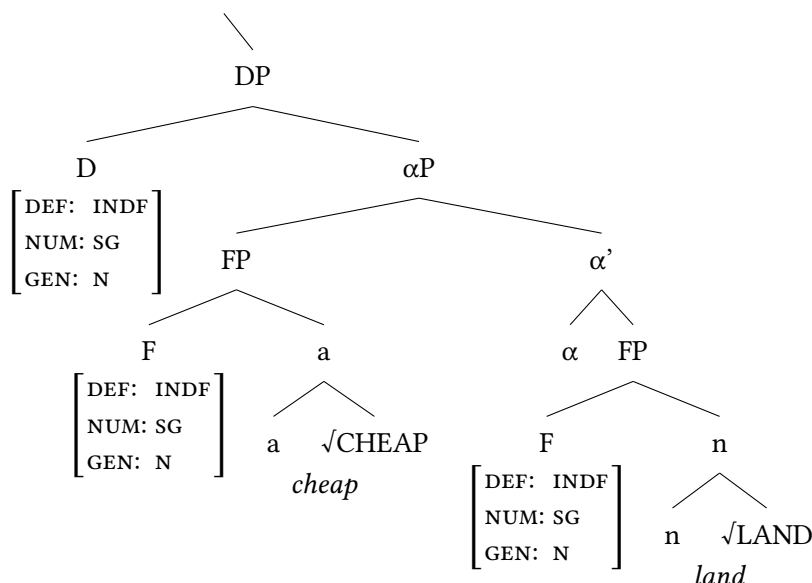 DP
D αP
DEF: INDF
NUM: SG
GEN: N
FP α’
F a α FP
DEF: INDF
NUM: SG
GEN: N
a √CHEAP F n
cheap
DEF: INDF
NUM: SG
GEN: N
n √LAND
land